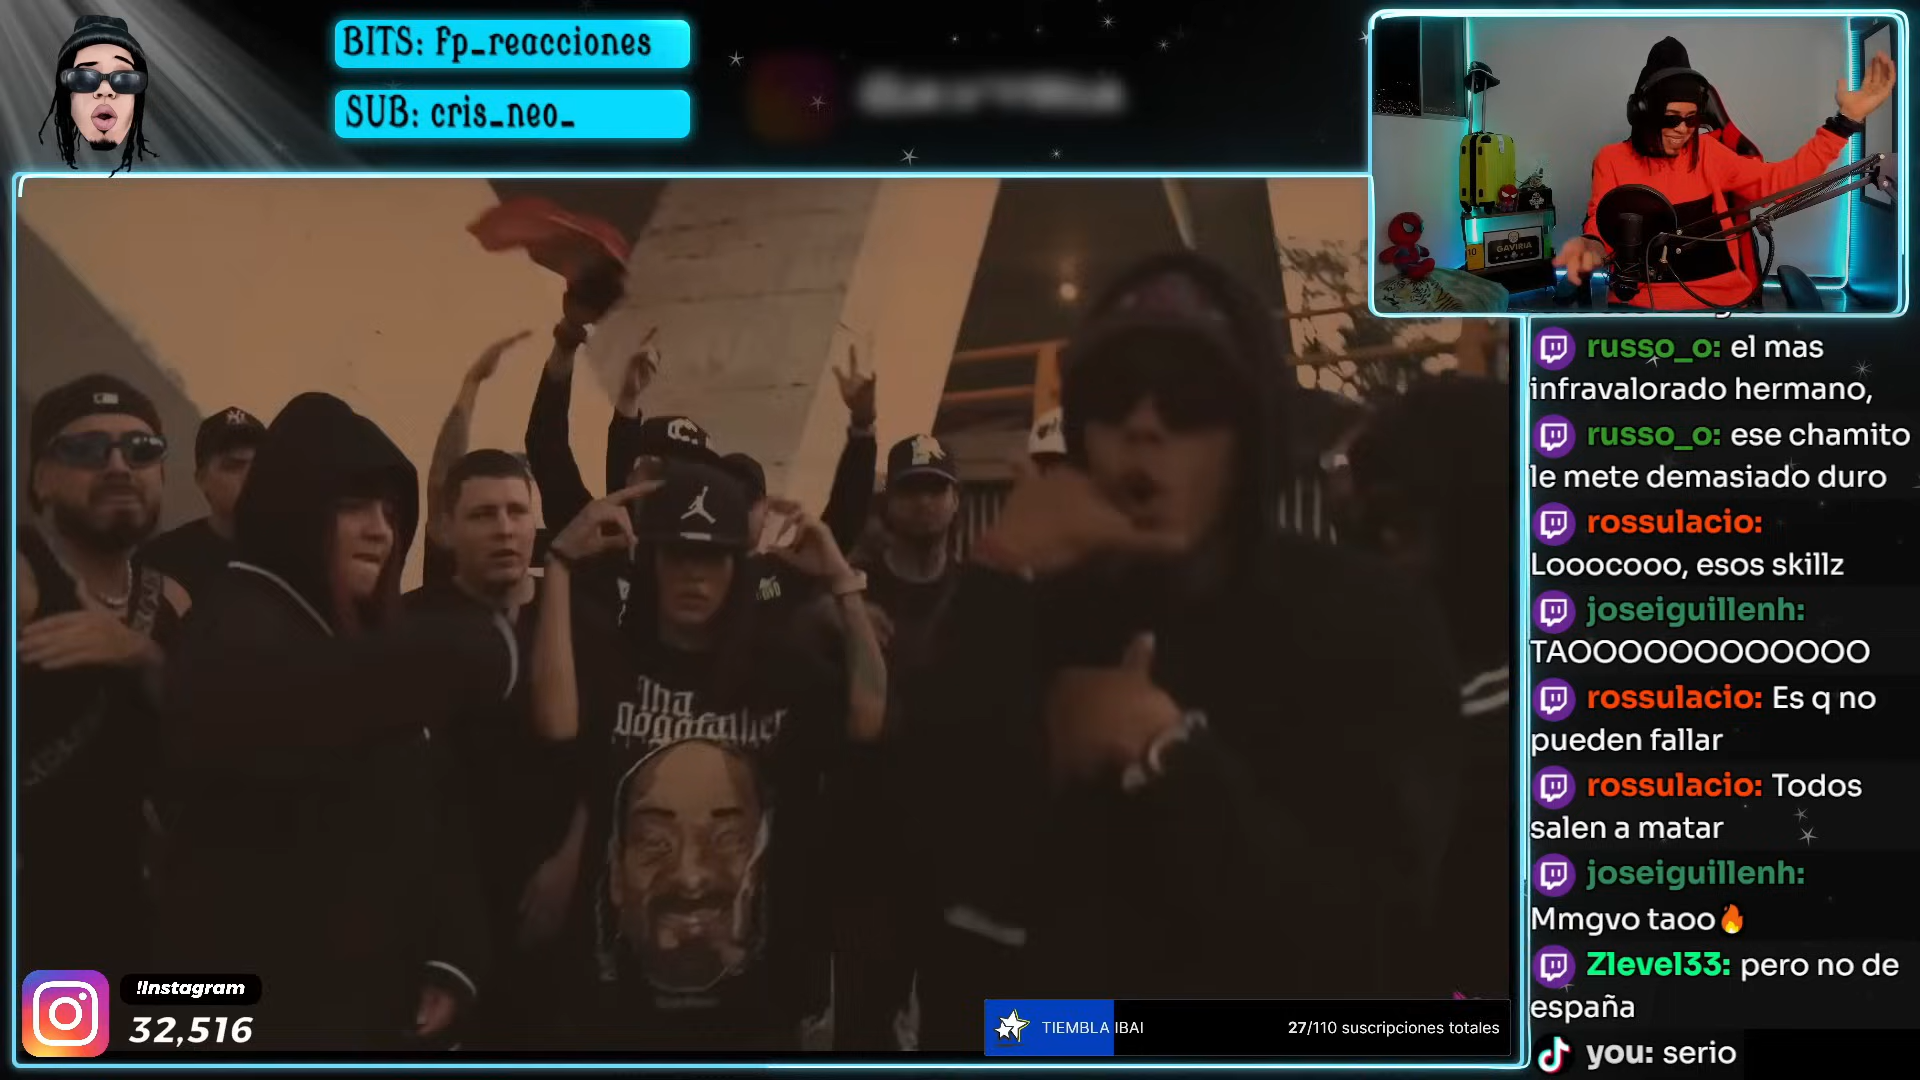 BITS: Fp_reacciones
SUB: cris_neo_
GAVIRIA
russo_o: el mas
infravalorado hermano,
russo_o: ese chamito
le mete demasiado duro
rossulacio:
Looocooo, esos skillz
joseiguillenh:
TAOOOOOOOOOOOO
rossulacio: Es q no
pueden fallar
rossulacio: Todos
salen a matar
joseiguillenh:
Mmgvo taoo🔥
Zlevel33: pero no de
españa
you: serio
Tha
Dogofather
!Instagram
32,516
TIEMBLA IBAI
27/110 suscripciones totales